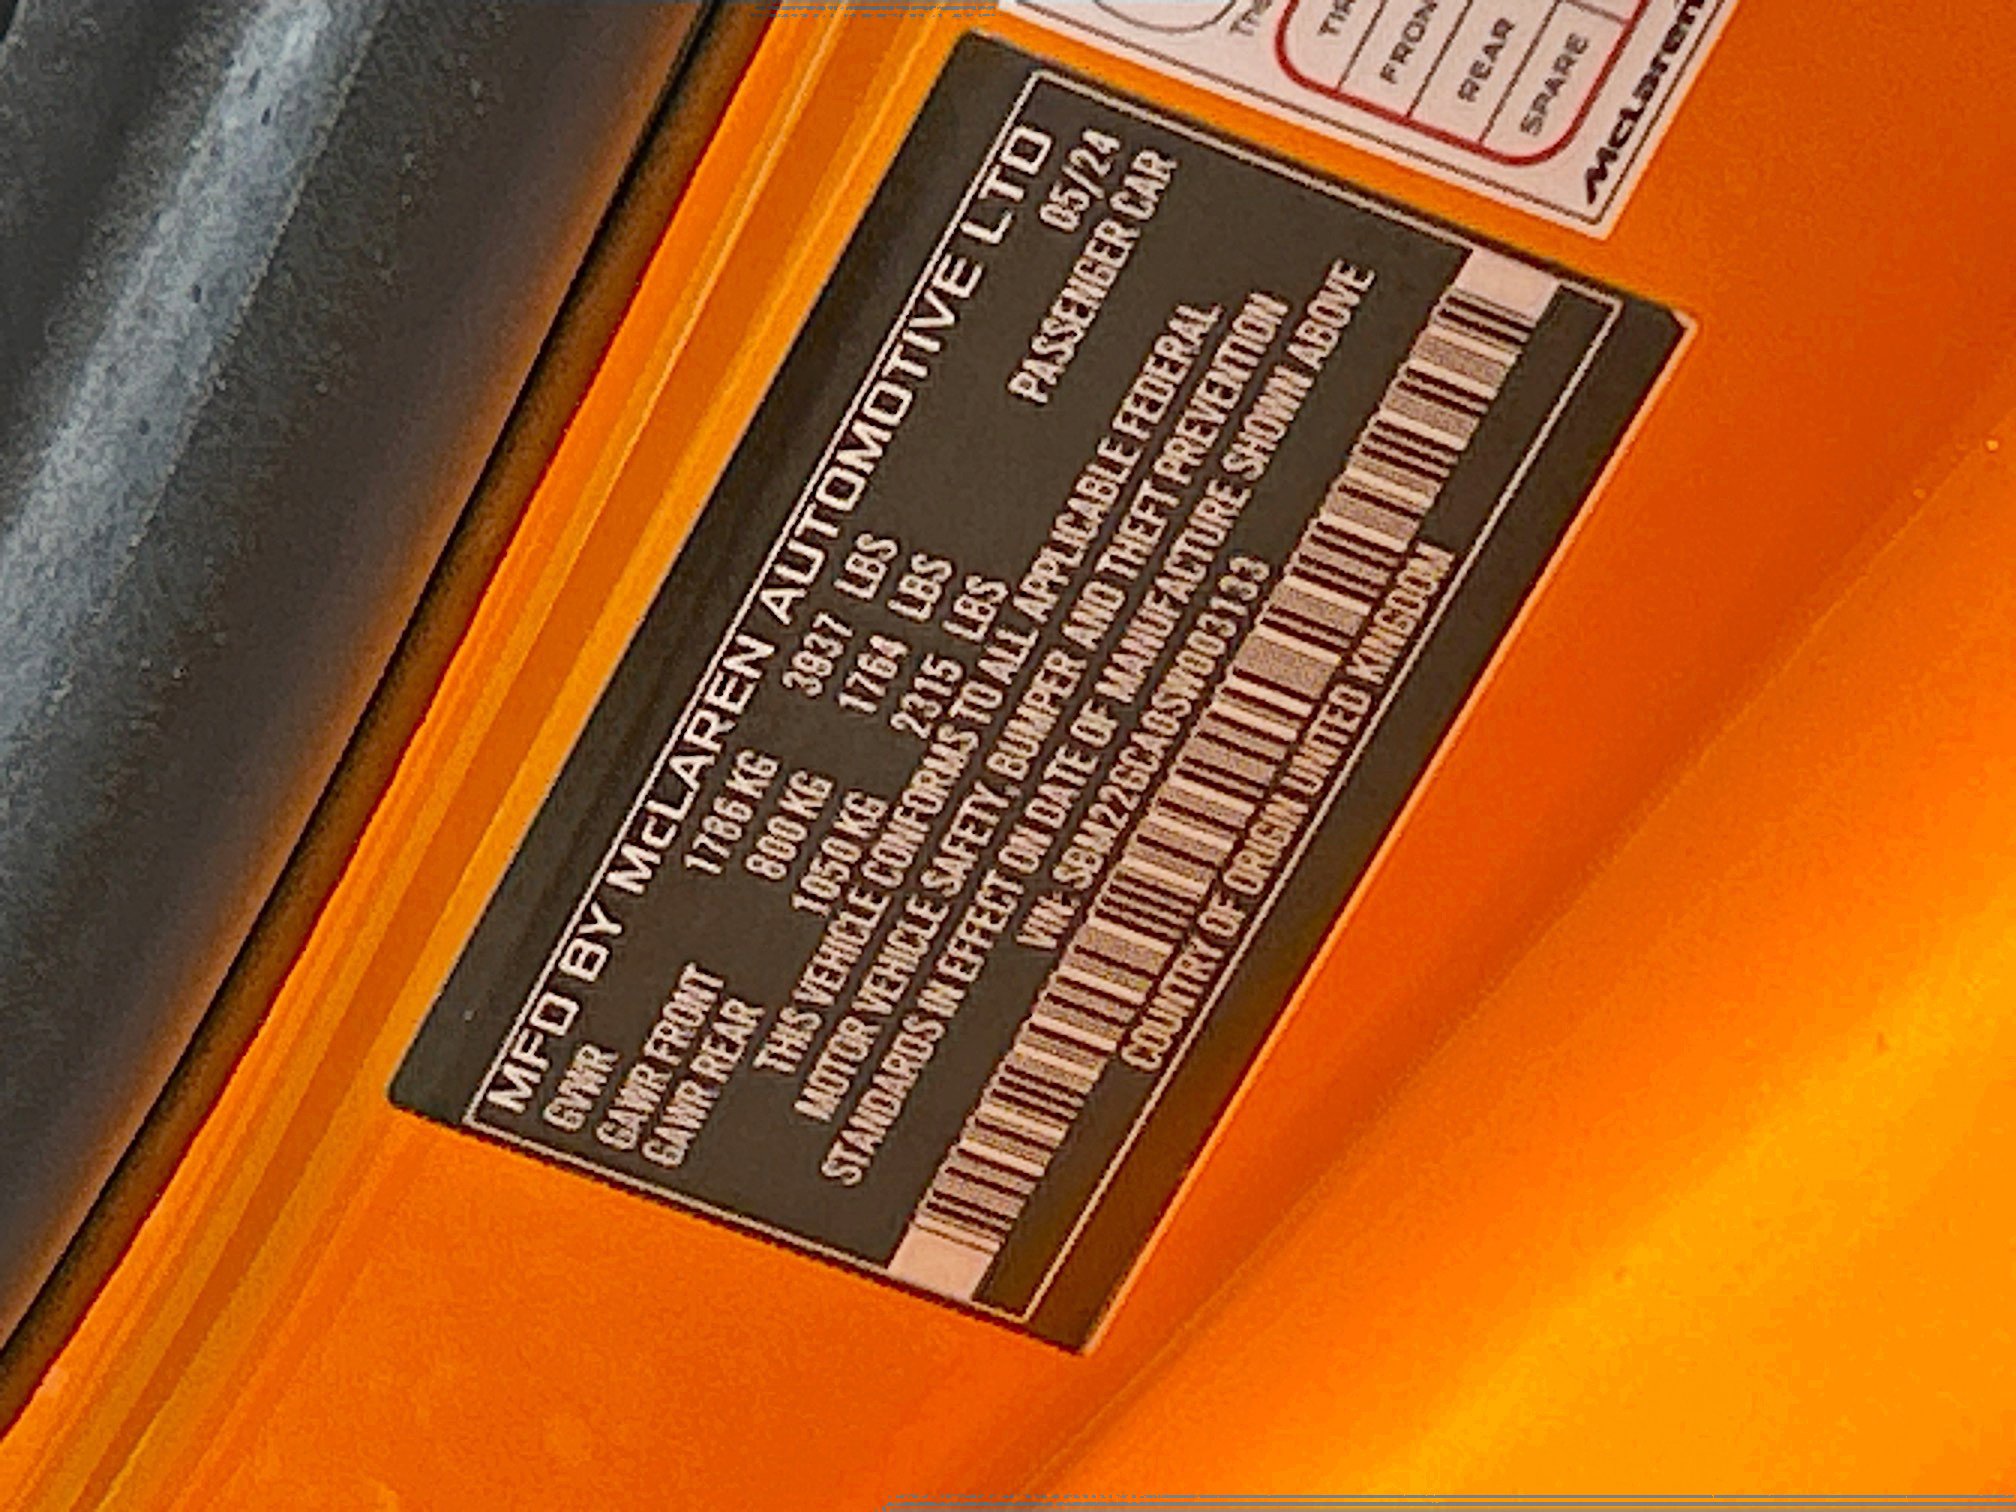 MFD BY McLAREN AUTOMOTIVE LTD
GVWR 1786 KG 3937 LBS 05/24
GAWR FRONT 800 KG 1764 LBS PASSENGER CAR
GAWR REAR 1050 KG 2315 LBS
THIS VEHICLE CONFORMS TO ALL APPLICABLE FEDERAL
MOTOR VEHICLE SAFETY, BUMPER AND THEFT PREVENTION
STANDARDS IN EFFECT ON DATE OF MANUFACTURE SHOWN ABOVE
VIN: SBM22GCA0SW003133
COUNTRY OF ORIGIN UNITED KINGDOM
FRON
REAR
SPARE
McLaren